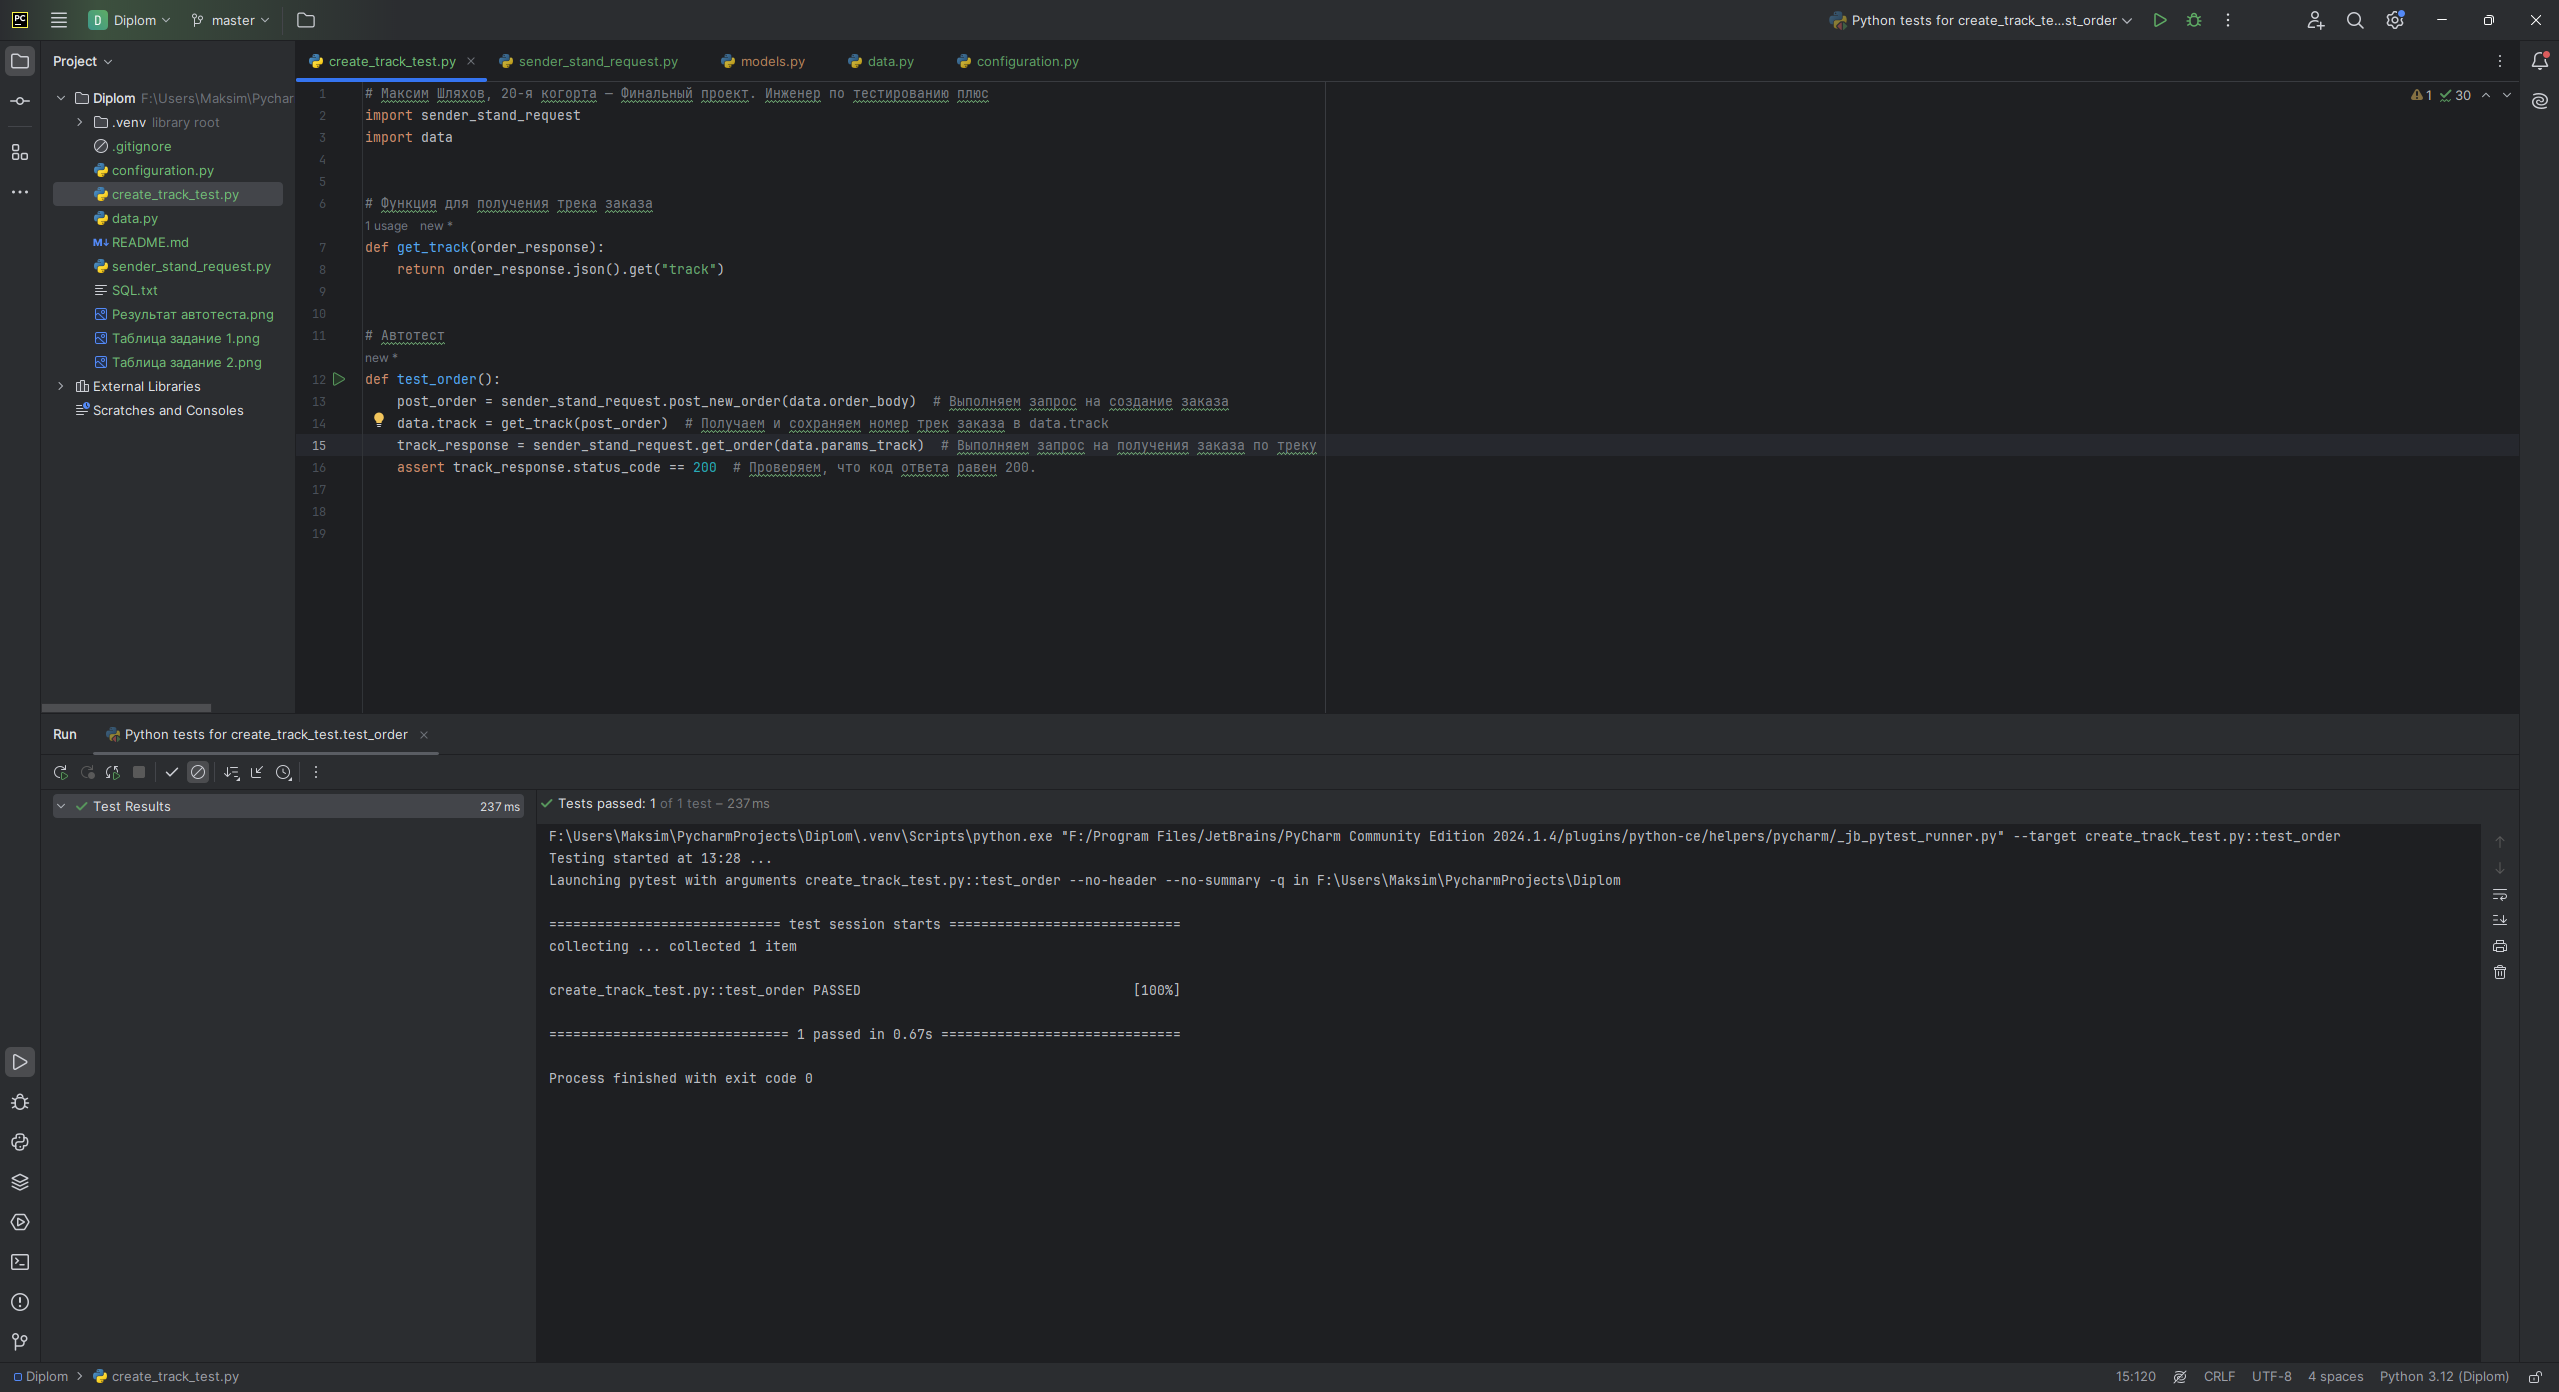 PC
D Diplom
master
Python tests for create_track_te...st_order
Project
create_track_test.py
sender_stand_request.py
models.py
data.py
configuration.py
Diplom F:\Users\Maksim\Pychar
.venv library root
.gitignore
configuration.py
create_track_test.py
data.py
README.md
sender_stand_request.py
SQL.txt
Результат автотеста.png
Таблица задание 1.png
Таблица задание 2.png
External Libraries
Scratches and Consoles
1 30
1 # Максим Шляхов, 20-я когорта — Финальный проект. Инженер по тестированию плюс
2 import sender_stand_request
3 import data
4
5
6 # Функция для получения трека заказа
1 usage new *
7 def get_track(order_response):
8 return order_response.json().get("track")
9
10
11 # Автотест
new *
12 def test_order():
13 post_order = sender_stand_request.post_new_order(data.order_body) # Выполняем запрос на создание заказа
14 data.track = get_track(post_order) # Получаем и сохраняем номер трек заказа в data.track
15 track_response = sender_stand_request.get_order(data.params_track) # Выполняем запрос на получения заказа по треку
16 assert track_response.status_code == 200 # Проверяем, что код ответа равен 200.
17
18
19
Run
Python tests for create_track_test.test_order
Test Results 237 ms
Tests passed: 1 of 1 test – 237 ms
F:\Users\Maksim\PycharmProjects\Diplom\.venv\Scripts\python.exe "F:/Program Files/JetBrains/PyCharm Community Edition 2024.1.4/plugins/python-ce/helpers/pycharm/_jb_pytest_runner.py" --target create_track_test.py::test_order
Testing started at 13:28 ...
Launching pytest with arguments create_track_test.py::test_order --no-header --no-summary -q in F:\Users\Maksim\PycharmProjects\Diplom
============================= test session starts =============================
collecting ... collected 1 item
create_track_test.py::test_order PASSED [100%]
============================== 1 passed in 0.67s ==============================
Process finished with exit code 0
Diplom
create_track_test.py
15:120
CRLF
UTF-8
4 spaces
Python 3.12 (Diplom)